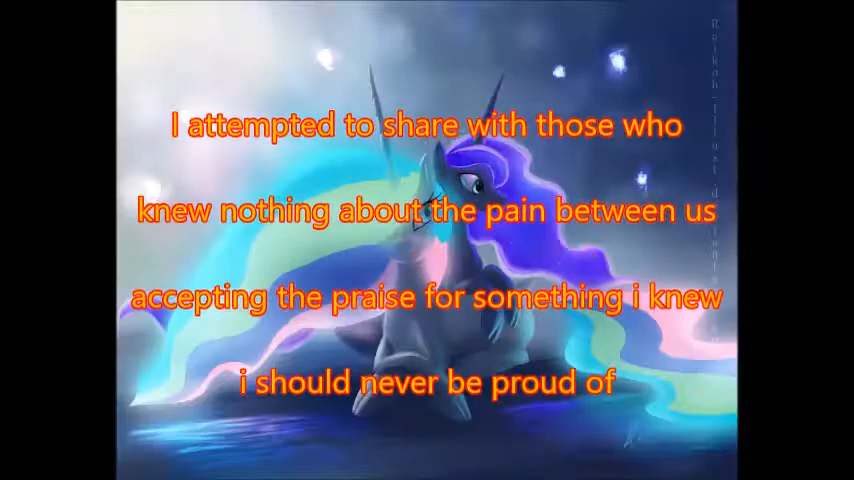 I attempted to share with those who
knew nothing about the pain between us
accepting the praise for something i knew
i should never be proud of